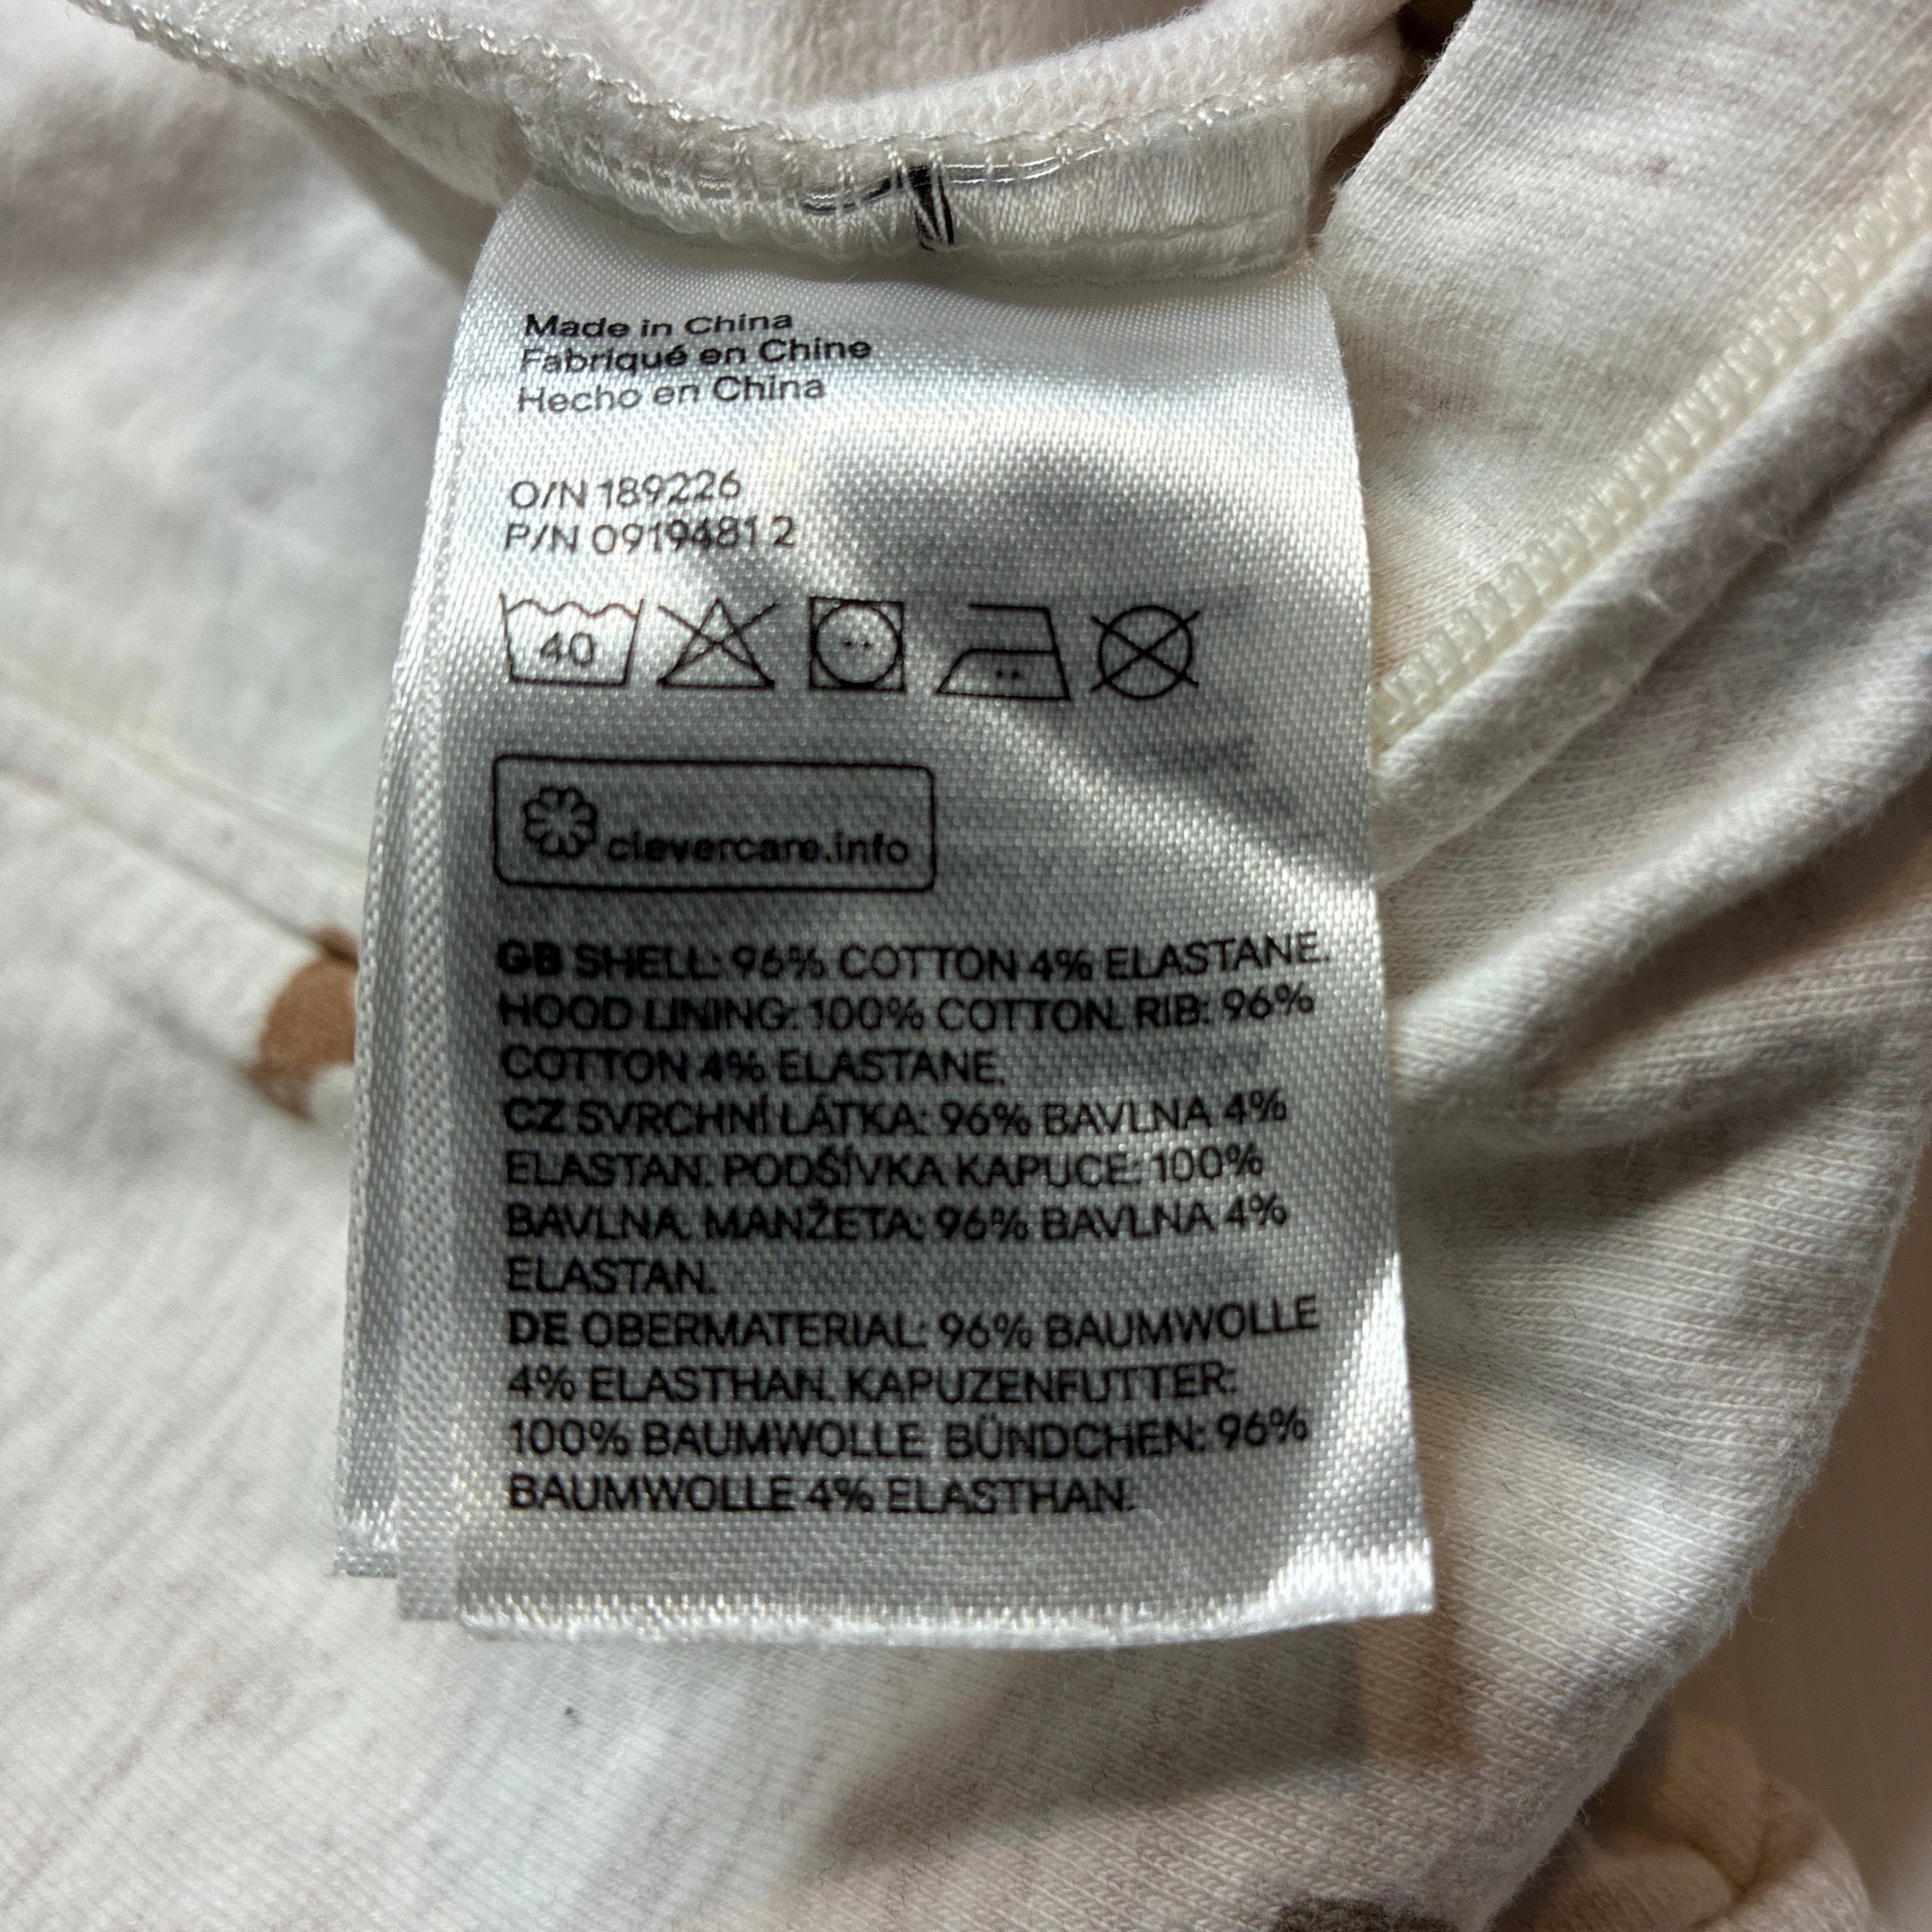 Made in China
Fabriqué en Chine
Hecho en China
O/N 189226
P/N 0919481 2
40
clevercare.info
GB SHELL: 96% COTTON 4% ELASTANE.
HOOD LINING: 100% COTTON. RIB: 96%
COTTON 4% ELASTANE.
CZ SVRCHNÍ LÁTKA: 96% BAVLNA 4%
ELASTAN. PODŠÍVKA KAPUCE: 100%
BAVLNA. MANŽETA: 96% BAVLNA 4%
ELASTAN.
DE OBERMATERIAL: 96% BAUMWOLLE
4% ELASTHAN. KAPUZENFUTTER:
100% BAUMWOLLE. BÜNDCHEN: 96%
BAUMWOLLE 4% ELASTHAN.